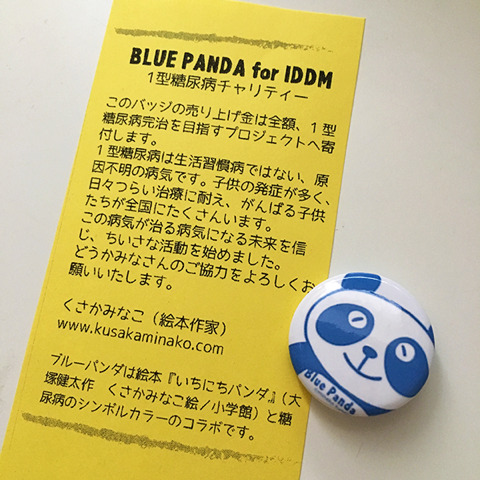 BLUE PANDA for IDDM
1型糖尿病チャリティー
このバッジの売り上げ金は全額、1型
糖尿病完治を目指すプロジェクトへ寄
付します。
1型糖尿病は生活習慣病ではない、原
因不明の病気です。子供の発症が多く、
日々つらい治療に耐え、がんばる子供
たちが全国にたくさんいます。
この病気が治る病気になる未来を信
じ、ちいさな活動を始めました。
どうかみなさんのご協力をよろしくお
願いいたします。
くさかみなこ（絵本作家）
www.kusakaminako.com
ブルーパンダは絵本『いちにちパンダ』（大
塚健太作　くさかみなこ絵／小学館）と糖
尿病のシンボルカラーのコラボです。
Blue Panda